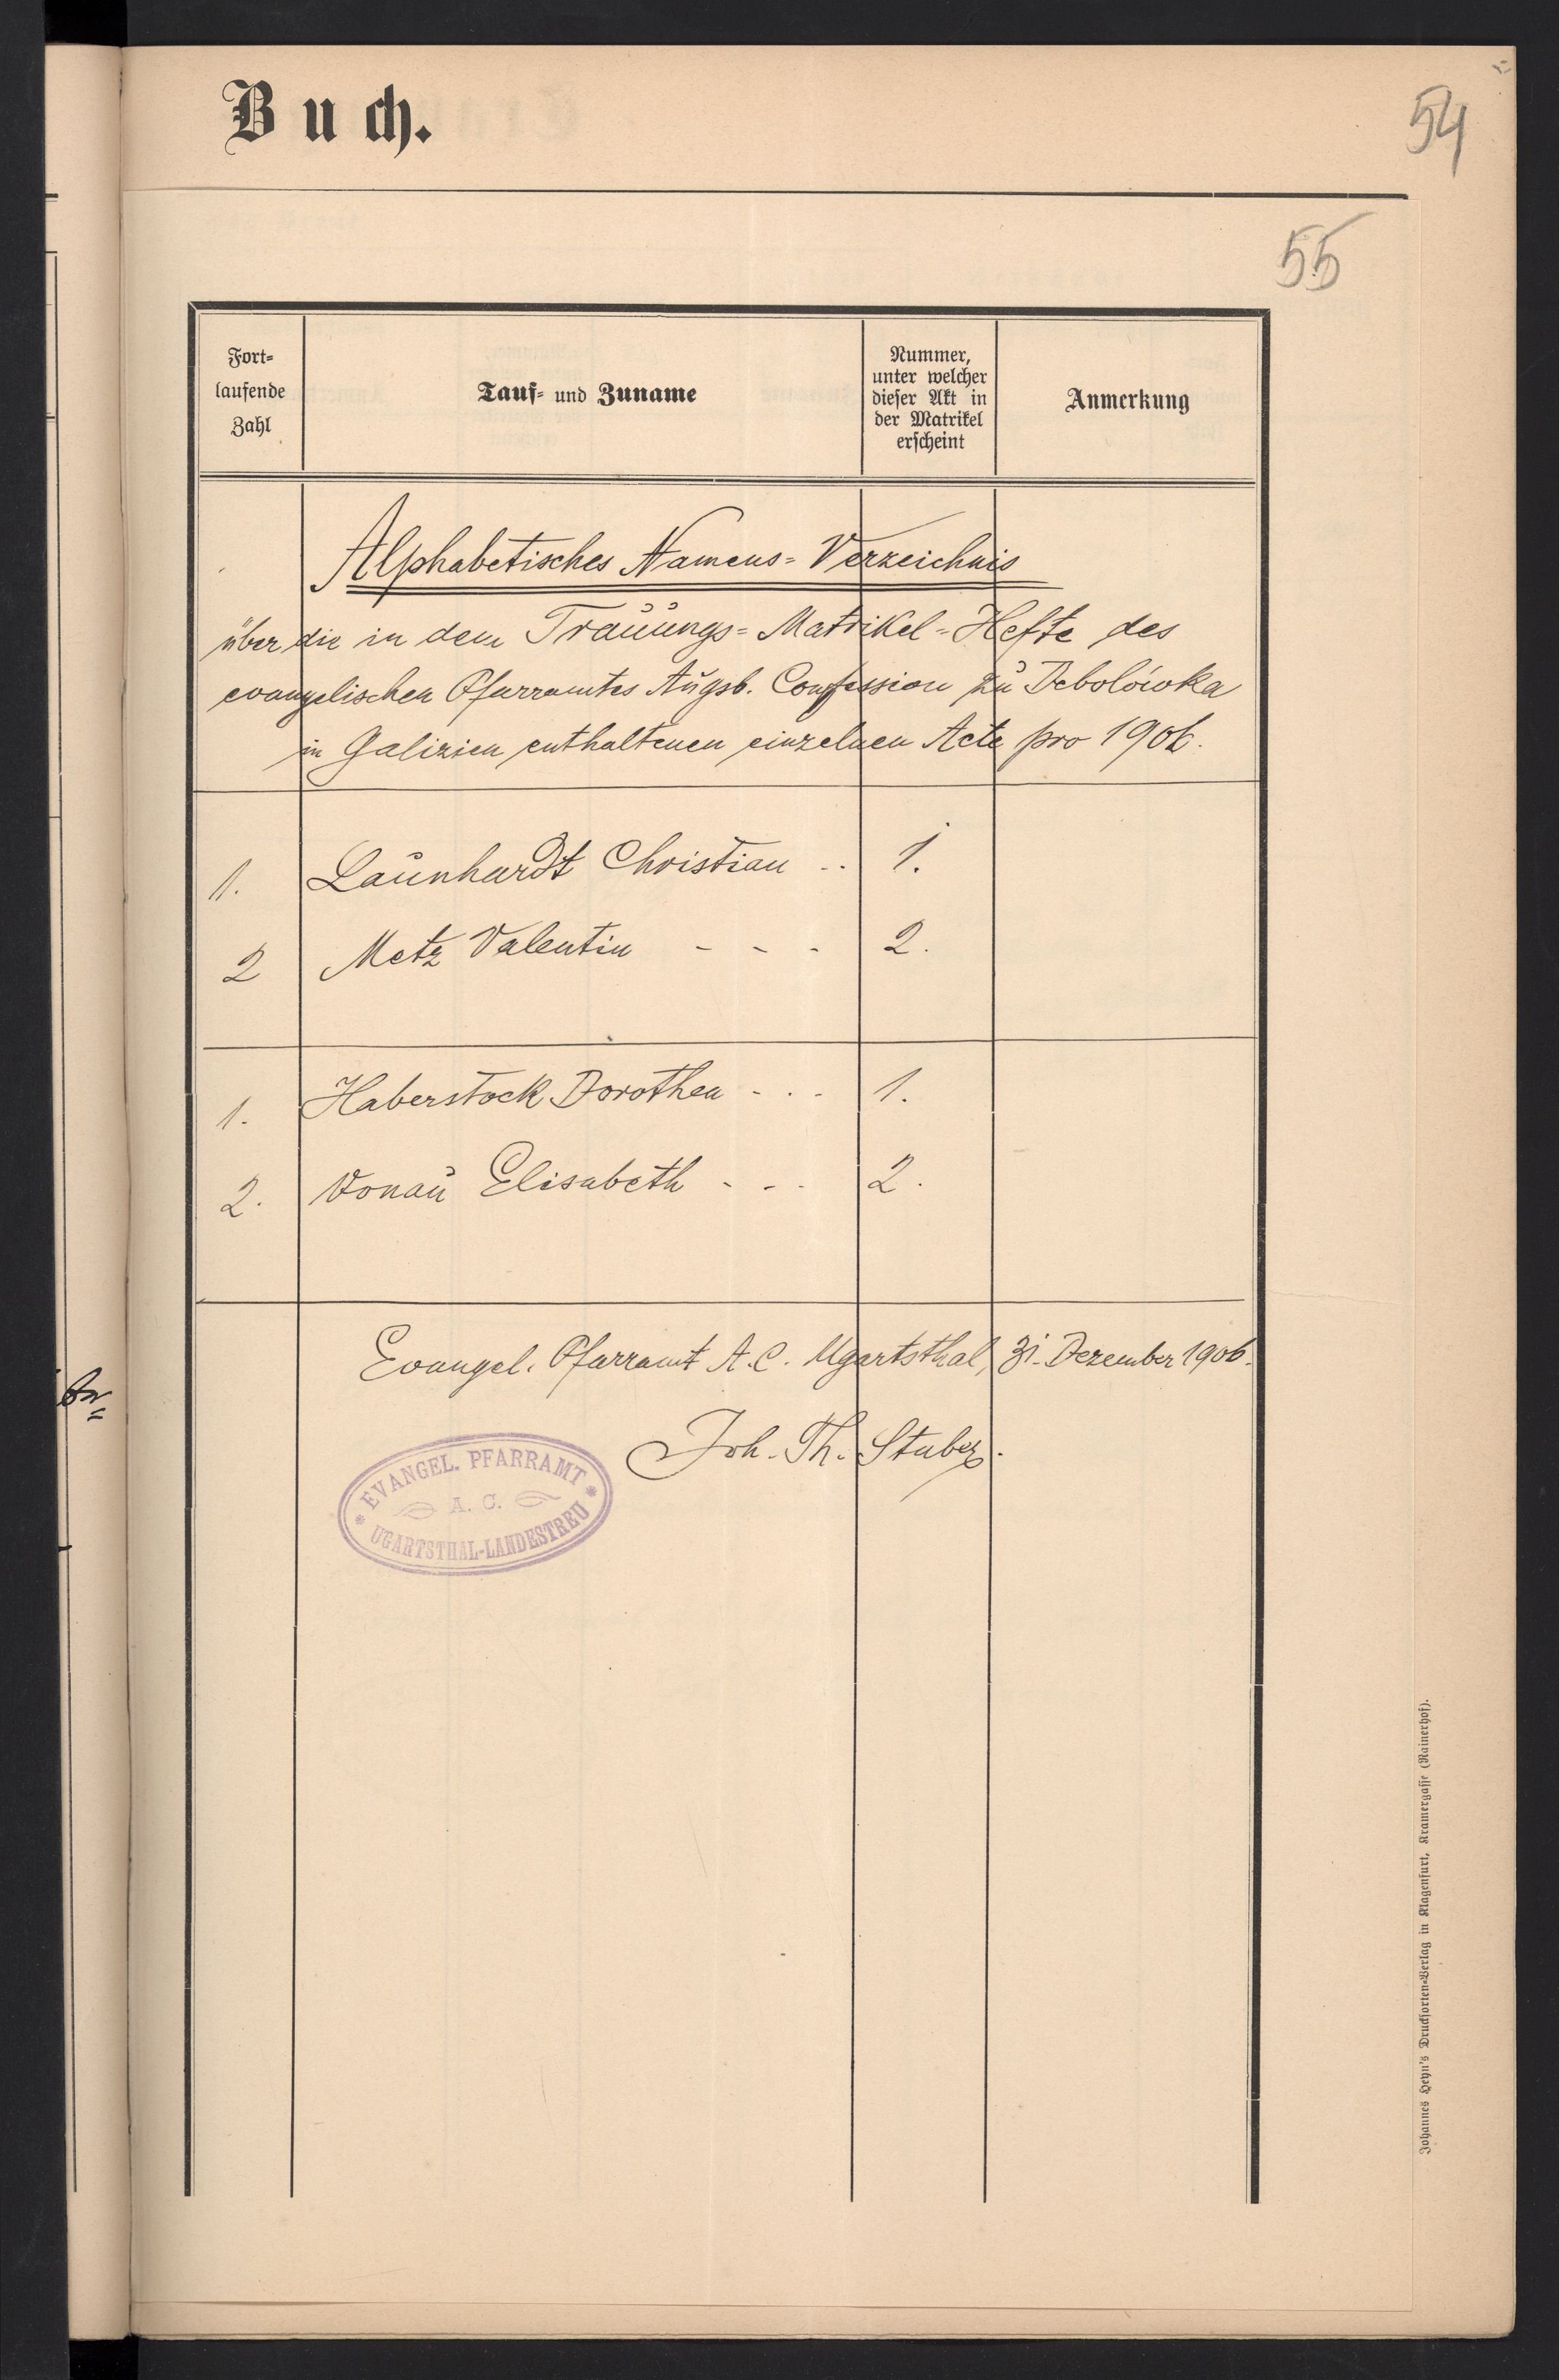 Buch.
54
55
Fort-
laufende
Zahl
Tauf- und Zuname
Nummer,
unter welcher
dieser Akt in
der Matrikel
erscheint
Anmerkung
Alphabetisches Namens-Verzeichnis
über die in dem Trauungs-Matrikel-Hefte des
evangelischen Pfarramtes Augsb. Confession zu Debolówka
in Galizien enthaltenen einzelnen Acte pro 1906.
1. Launhardt Christian - - 1.
2 Metz Valentin - - - 2.
1. Haberstock Dorothea - - - 1.
2. Vonau Elisabeth - - - 2.
Evangel. Pfarramt A.C. Ugartsthal, 31. Dezember 1906.
Joh. Th. Stuber.
EVANGEL. PFARRAMT
A. C.
UGARTSTHAL-LANDESTREU
Johannes Heyn's Drucksorten-Verlag in Klagenfurt, Kramergasse (Rainerhof).